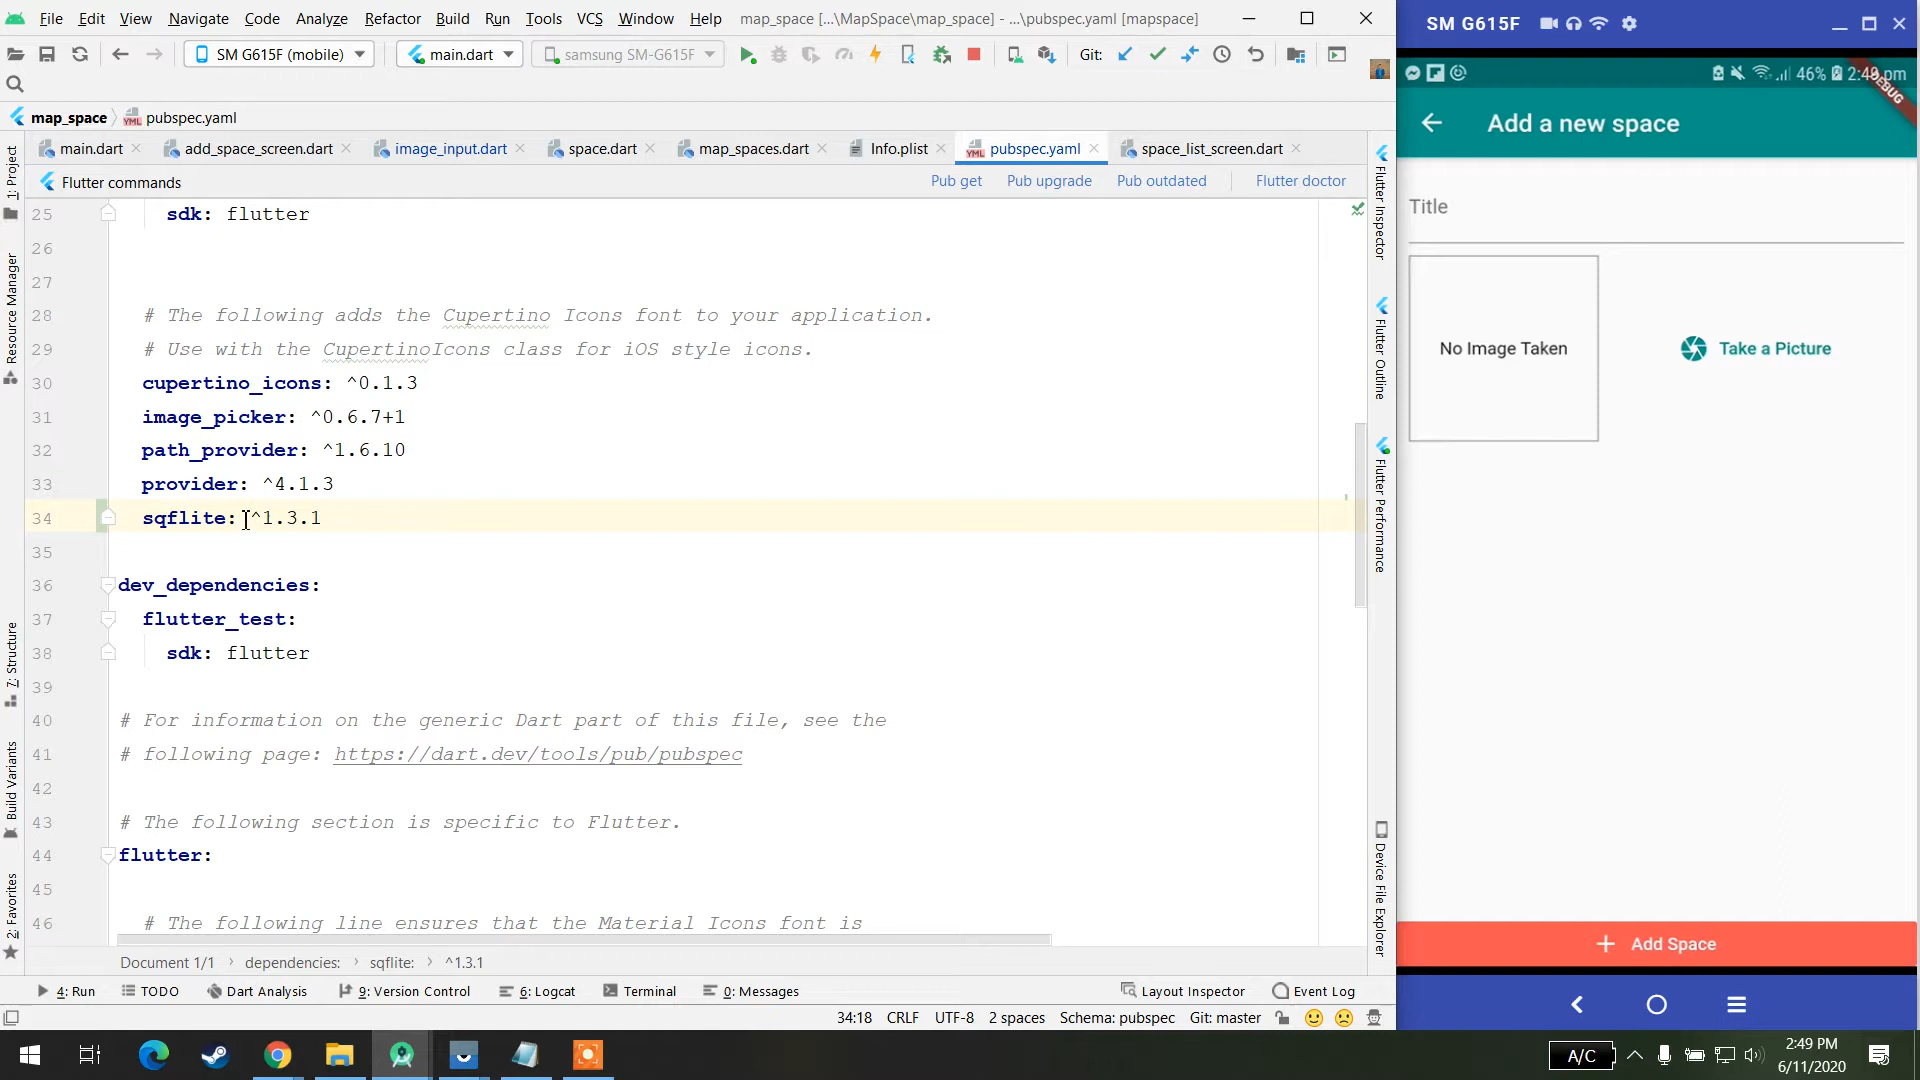 File Edit View Navigate Code Analyze Refactor Build Run Tools VCS Window Help map_space [...\MapSpace\map_space] - ...\pubspec.yaml [mapspace]
SM G615F (mobile) main.dart samsung SM-G615F Git:
map_space pubspec.yaml
main.dart add_space_screen.dart image_input.dart space.dart map_spaces.dart Info.plist pubspec.yaml space_list_screen.dart
Flutter commands Pub get Pub upgrade Pub outdated Flutter doctor
25 sdk: flutter
26
27
28 # The following adds the Cupertino Icons font to your application.
29 # Use with the CupertinoIcons class for iOS style icons.
30 cupertino_icons: ^0.1.3
31 image_picker: ^0.6.7+1
32 path_provider: ^1.6.10
33 provider: ^4.1.3
34 sqflite: ^1.3.1
35
36 dev_dependencies:
37 flutter_test:
38 sdk: flutter
39
40 # For information on the generic Dart part of this file, see the
41 # following page: https://dart.dev/tools/pub/pubspec
42
43 # The following section is specific to Flutter.
44 flutter:
45
46 # The following line ensures that the Material Icons font is
Document 1/1 dependencies: sqflite: ^1.3.1
4: Run TODO Dart Analysis 9: Version Control 6: Logcat Terminal 0: Messages Layout Inspector Event Log
34:18 CRLF UTF-8 2 spaces Schema: pubspec Git: master
1: Project
Resource Manager
7: Structure
Build Variants
2: Favorites
Flutter Inspector
Flutter Outline
Flutter Performance
Device File Explorer
SM G615F
46% 2:49 pm
DEBUG
Add a new space
Title
No Image Taken
Take a Picture
+ Add Space
A/C
2:49 PM
6/11/2020